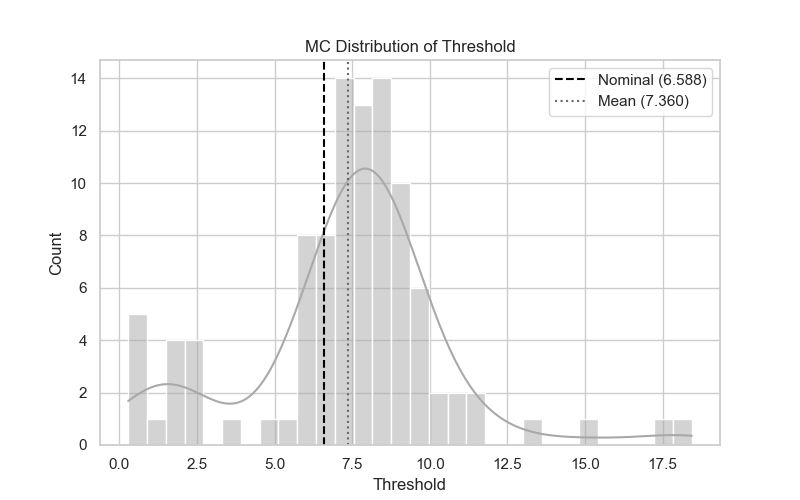 MC Distribution of Threshold
Nominal (6.588)
Mean (7.360)
Count
14
12
10
8
6
4
2
0
0.0 2.5 5.0 7.5 10.0 12.5 15.0 17.5
Threshold